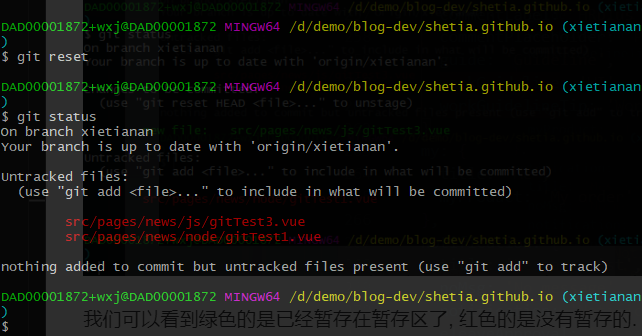 DAD00001872+wxj@DAD00001872 MINGW64 /d/demo/blog-dev/shetia.github.io (xietianan
)
$ git reset
DAD00001872+wxj@DAD00001872 MINGW64 /d/demo/blog-dev/shetia.github.io (xietianan
)
$ git status
On branch xietianan
Your branch is up to date with 'origin/xietianan'.
Untracked files:
(use "git add <file>..." to include in what will be committed)
src/pages/news/js/gitTest3.vue
src/pages/news/node/gitTest1.vue
nothing added to commit but untracked files present (use "git add" to track)
DAD00001872+wxj@DAD00001872 MINGW64 /d/demo/blog-dev/shetia.github.io (xietianan
)
$
我们可以看到绿色的是已经暂存在暂存区了, 红色的是没有暂存的